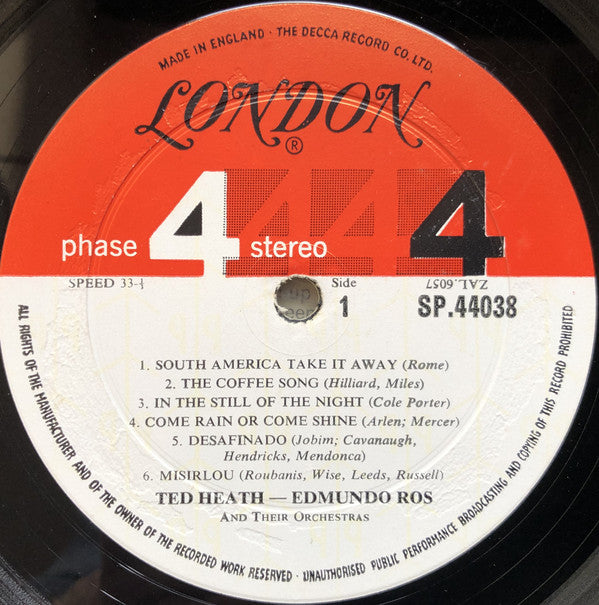 MADE IN ENGLAND · THE DECCA RECORD CO. LTD.
LONDON
®
phase 4 stereo 4 4 4
SPEED 33⅓
Side
1
ZAL.6057
SP.44038
1. SOUTH AMERICA TAKE IT AWAY (Rome)
2. THE COFFEE SONG (Hilliard, Miles)
3. IN THE STILL OF THE NIGHT (Cole Porter)
4. COME RAIN OR COME SHINE (Arlen; Mercer)
5. DESAFINADO (Jobim; Cavanaugh,
Hendricks, Mendonca)
6. MISIRLOU (Roubanis, Wise, Leeds, Russell)
TED HEATH — EDMUNDO ROS
AND THEIR ORCHESTRAS
ALL RIGHTS OF THE MANUFACTURER AND OF THE OWNER OF THE RECORDED WORK RESERVED · UNAUTHORISED PUBLIC PERFORMANCE BROADCASTING AND COPYING OF THIS RECORD PROHIBITED